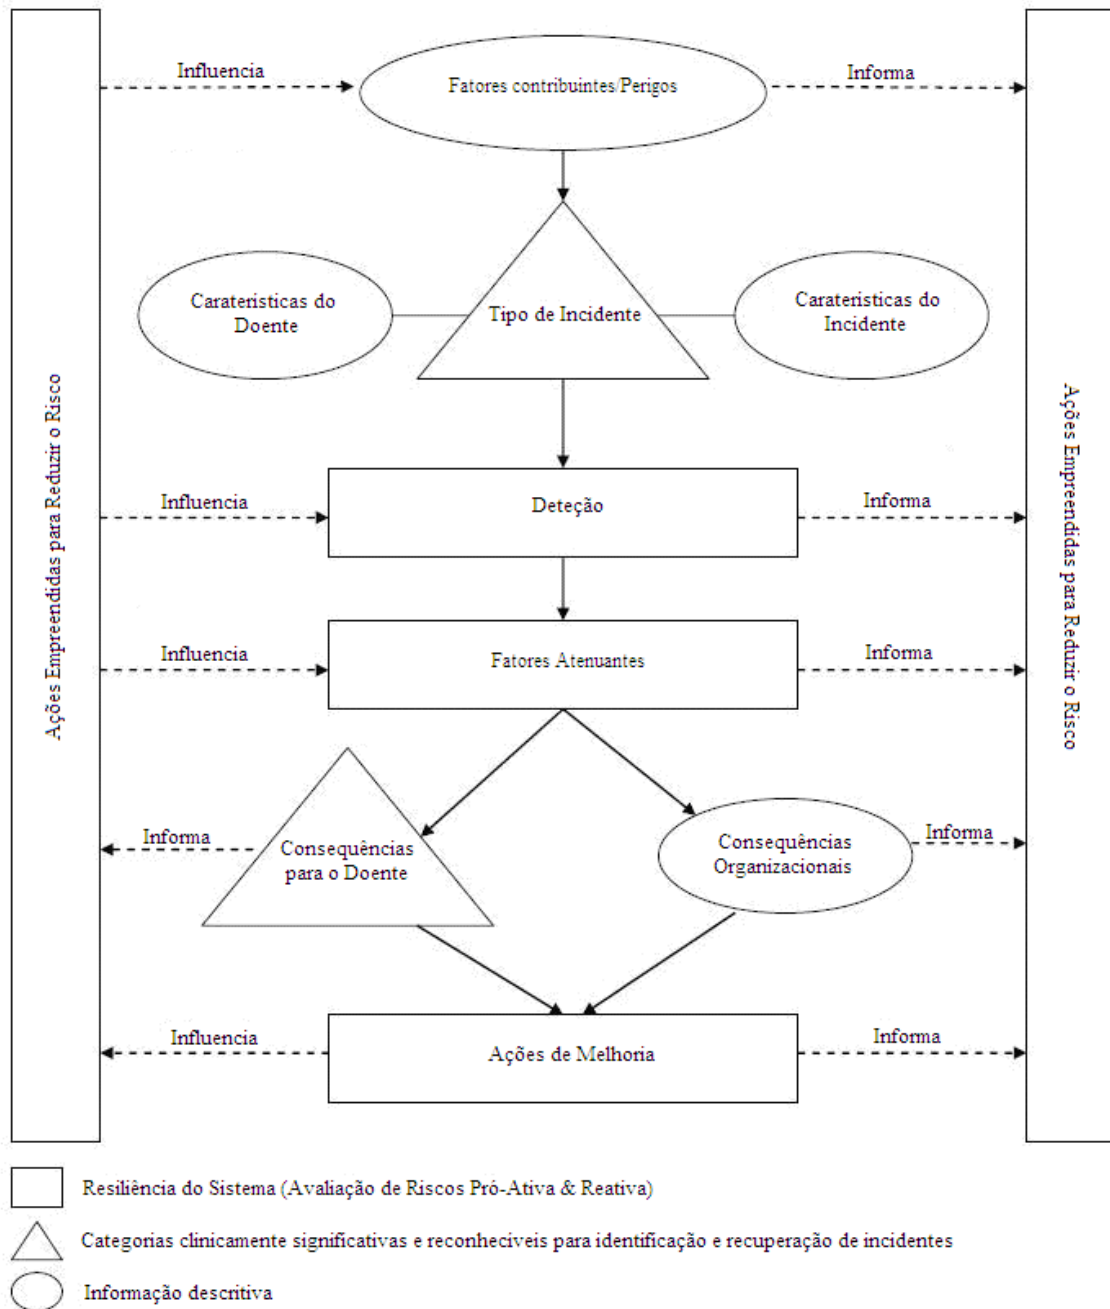 Influencia
Fatores contribuintes/Perigos
Informa
Carateristicas do
Doente
Tipo de Incidente
Carateristicas do
Incidente
Ações Empreendidas para Reduzir o Risco
Ações Empreendidas para Reduzir o Risco
Influencia
Deteção
Informa
Influencia
Fatores Atenuantes
Informa
Informa
Consequências
para o Doente
Consequências
Organizacionais
Informa
Influencia
Ações de Melhoria
Informa
Resiliência do Sistema (Avaliação de Riscos Pró-Ativa & Reativa)
Categorias clinicamente significativas e reconheciveis para identificação e recuperação de incidentes
Informação descritiva